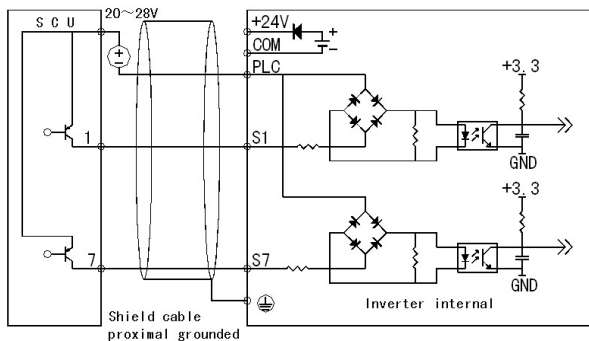 S C U
20~28V
+
−
+24V
COM
+
−
PLC
+3.3
1
S1
GND
+3.3
7
S7
GND
Shield cable
proximal grounded
Inverter internal